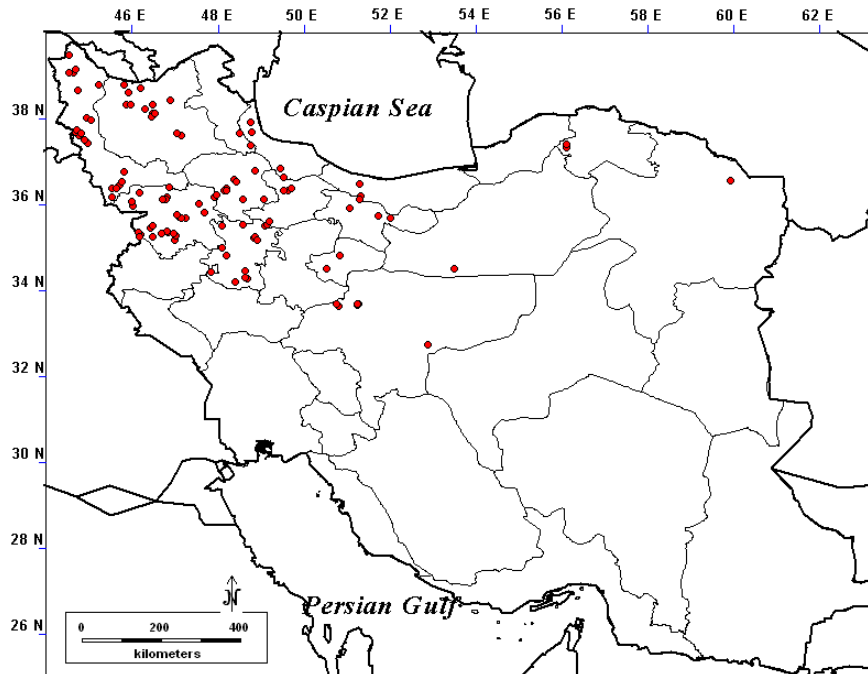 46 E 48 E 50 E 52 E 54 E 56 E 58 E 60 E 62 E
38 N
Caspian Sea
36 N
34 N
32 N
30 N
28 N
N
Persian Gulf
26 N
0 200 400
kilometers